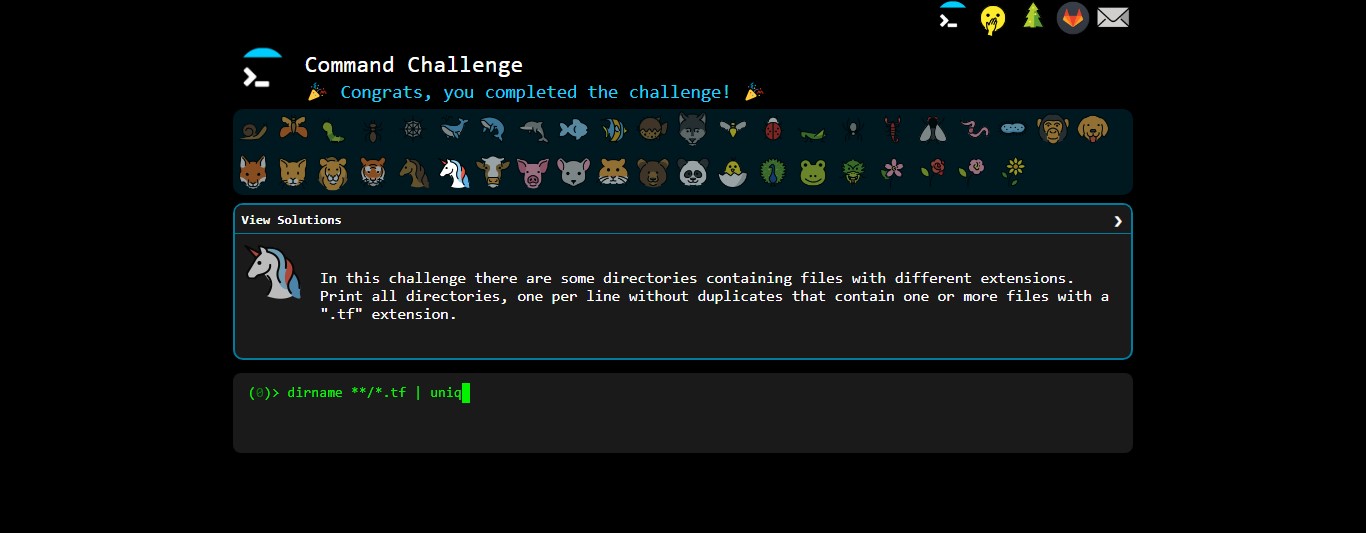 Command Challenge
Congrats, you completed the challenge!
View Solutions
In this challenge there are some directories containing files with different extensions.
Print all directories, one per line without duplicates that contain one or more files with a
".tf" extension.
(0)> dirname **/*.tf | uniq